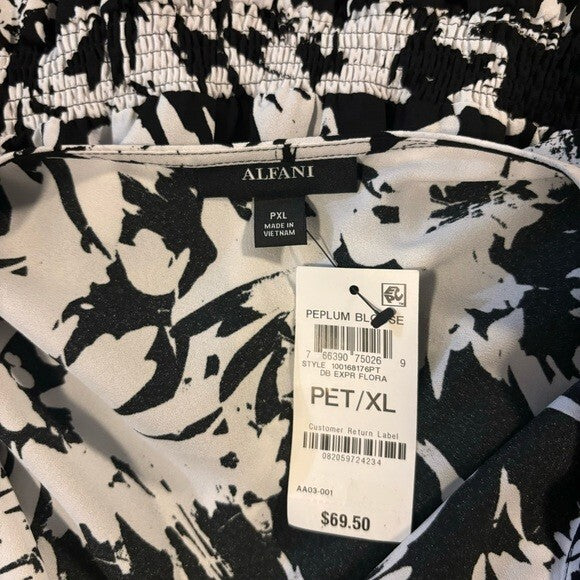 ALFANI
PXL
MADE IN
VIETNAM
PEPLUM BLOUSE
7 66390 75026 9
STYLE 100168176PT
DB EXPR FLORA
PET/XL
Customer Return Label
082059724234
AA03-001
$69.50